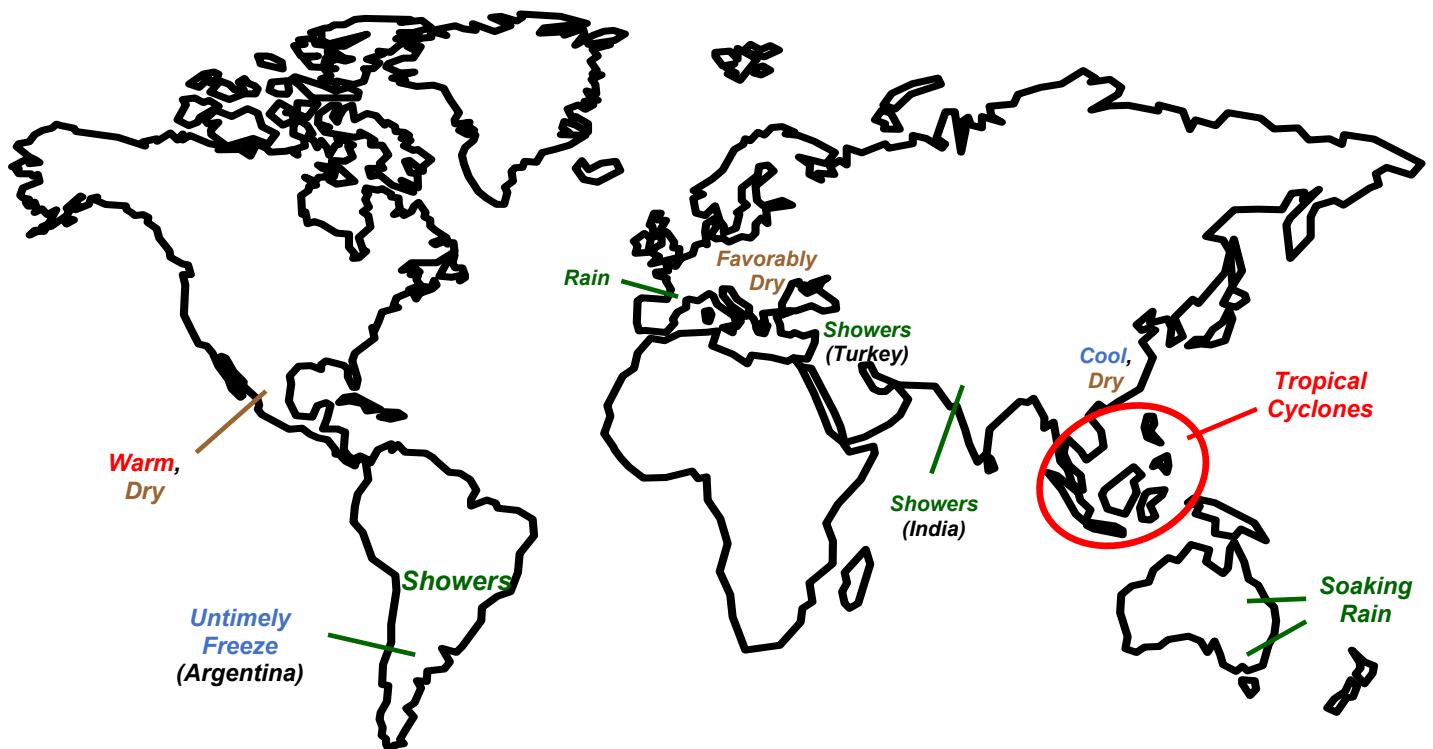 Favorably
Dry
Rain
Showers
(Turkey)
Cool,
Dry
Tropical
Cyclones
Warm,
Dry
Showers
(India)
Showers
Untimely
Freeze
(Argentina)
Soaking
Rain